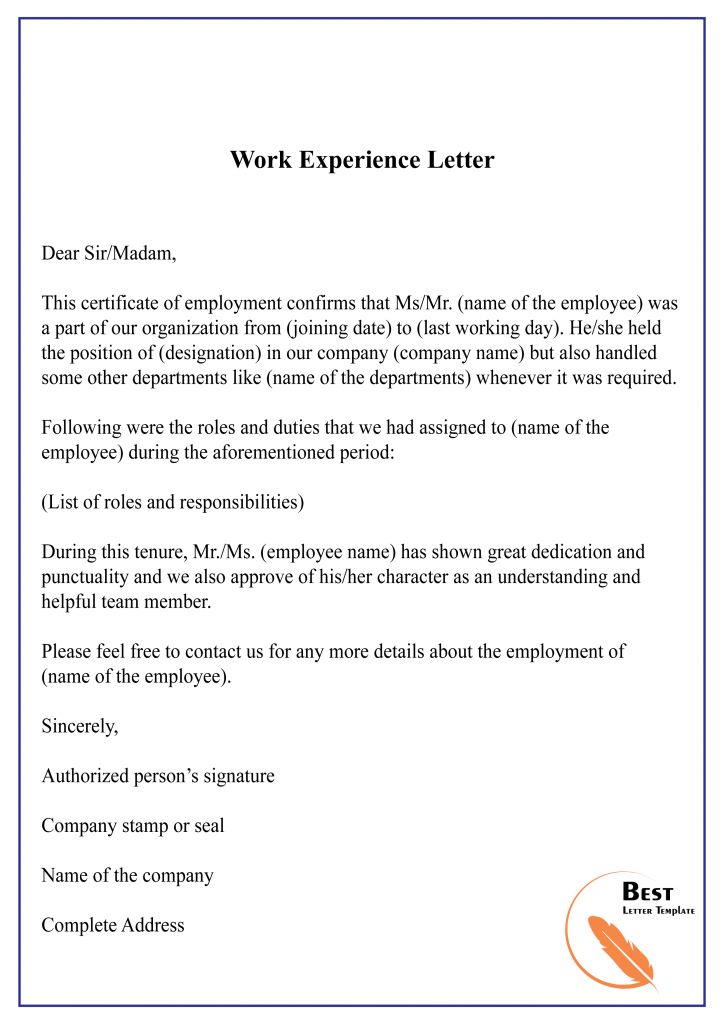 Work Experience Letter
Dear Sir/Madam,
This certificate of employment confirms that Ms/Mr. (name of the employee) was
a part of our organization from (joining date) to (last working day). He/she held
the position of (designation) in our company (company name) but also handled
some other departments like (name of the departments) whenever it was required.
Following were the roles and duties that we had assigned to (name of the
employee) during the aforementioned period:
(List of roles and responsibilities)
During this tenure, Mr./Ms. (employee name) has shown great dedication and
punctuality and we also approve of his/her character as an understanding and
helpful team member.
Please feel free to contact us for any more details about the employment of
(name of the employee).
Sincerely,
Authorized person’s signature
Company stamp or seal
Name of the company
Complete Address
Best
Letter Template